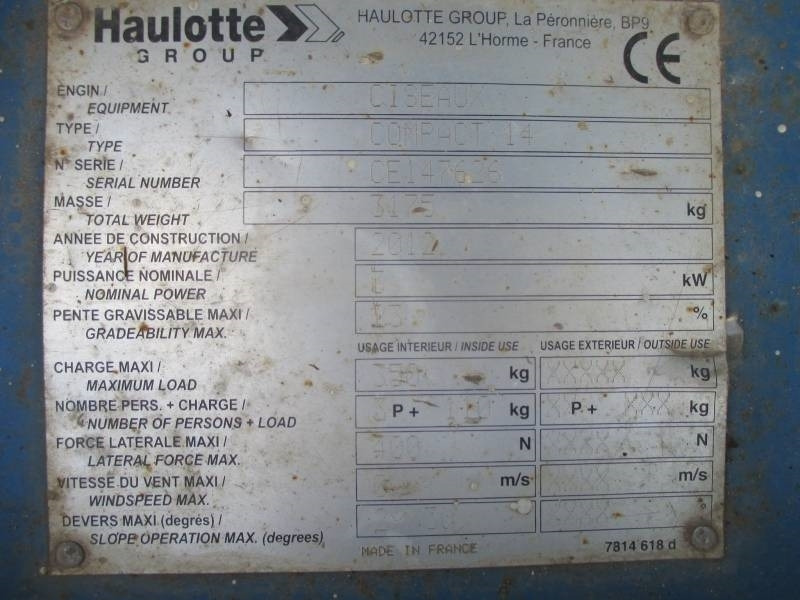 Haulotte
GROUP
HAULOTTE GROUP, La Péronnière, BP9
42152 L'Horme - France
CE
ENGIN /
EQUIPMENT
CISEAUX
TYPE /
TYPE
COMPACT 14
N° SERIE /
SERIAL NUMBER
CE147626
MASSE /
TOTAL WEIGHT
3175 kg
ANNEE DE CONSTRUCTION /
YEAR OF MANUFACTURE
2012
PUISSANCE NOMINALE /
NOMINAL POWER
kW
PENTE GRAVISSABLE MAXI /
GRADEABILITY MAX.
%
USAGE INTERIEUR / INSIDE USE
USAGE EXTERIEUR / OUTSIDE USE
CHARGE MAXI /
MAXIMUM LOAD
350 kg
XXXX kg
NOMBRE PERS. + CHARGE /
NUMBER OF PERSONS + LOAD
P + kg
X P + XXX kg
FORCE LATERALE MAXI /
LATERAL FORCE MAX.
400 N
N
VITESSE DU VENT MAXI /
WINDSPEED MAX.
m/s
m/s
DEVERS MAXI (degrés) /
SLOPE OPERATION MAX. (degrees)
°
MADE IN FRANCE
7814 618 d